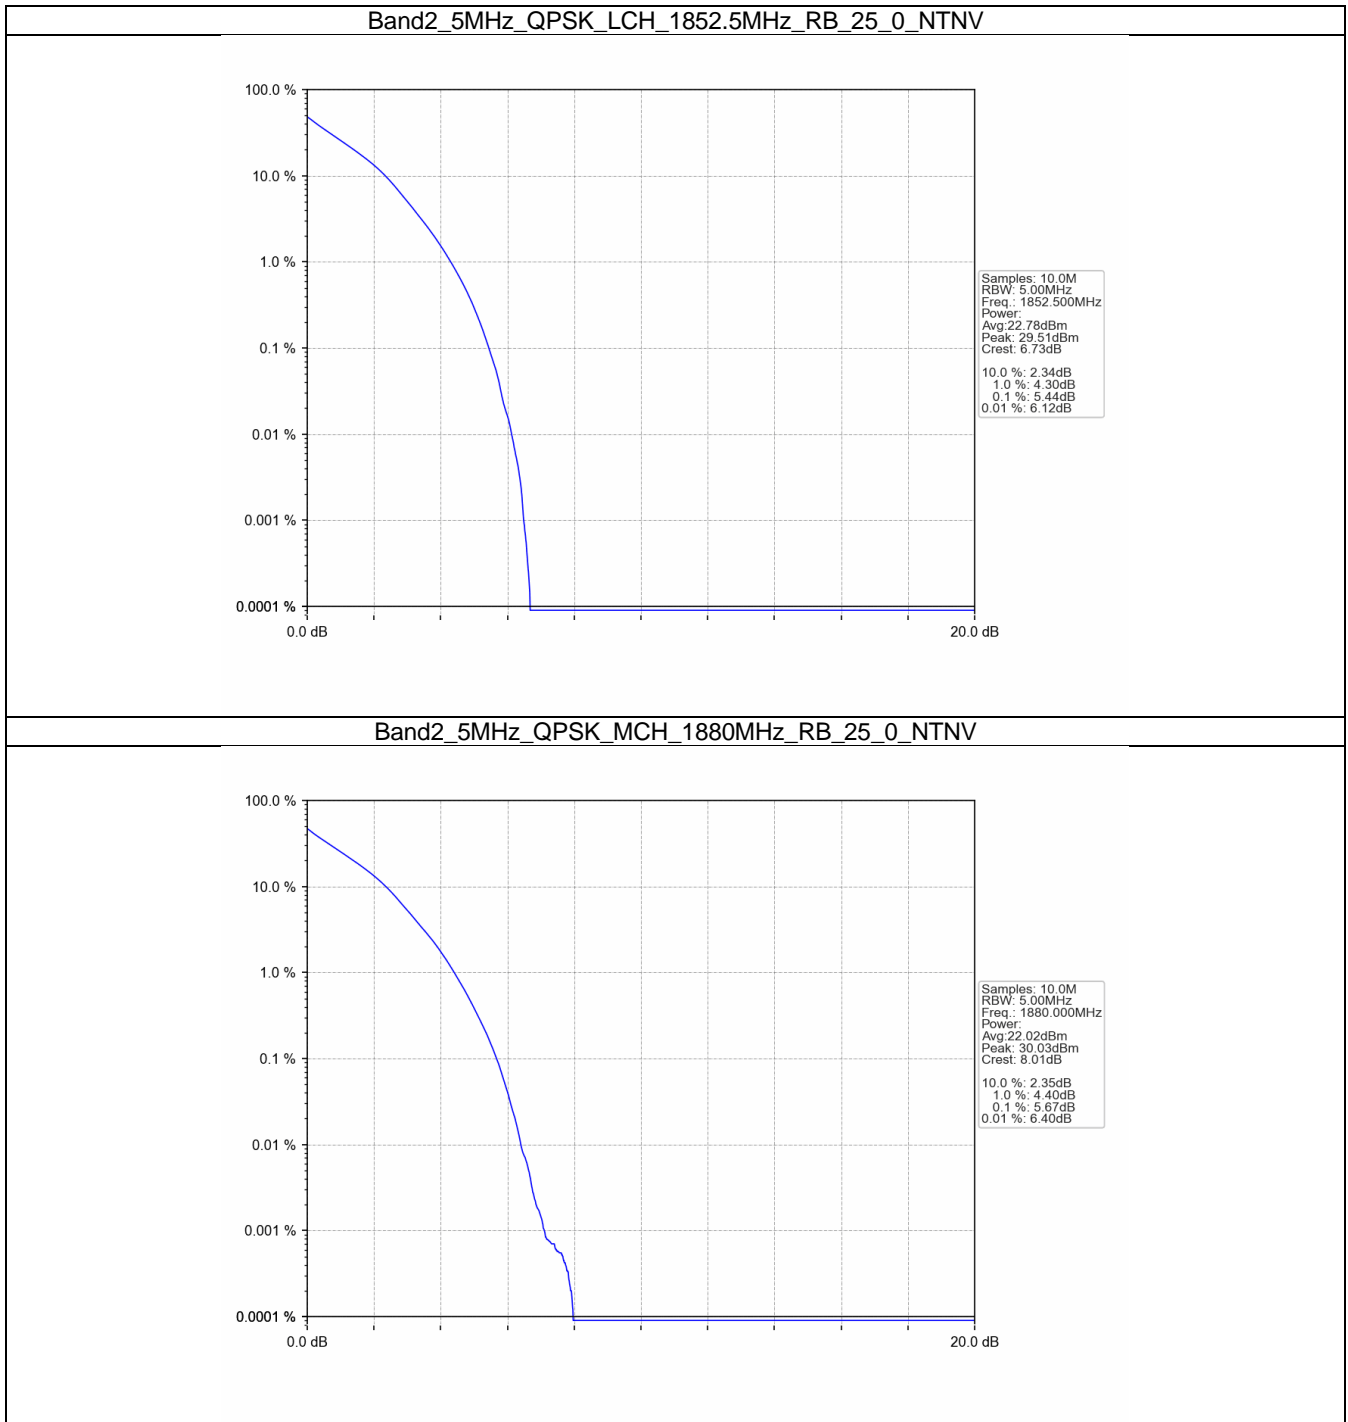 Band2_5MHz_QPSK_LCH_1852.5MHz_RB_25_0_NTNV
100.0 %
10.0 %
1.0 %
0.1 %
0.01 %
0.001 %
0.0001 %
0.0 dB
20.0 dB
Samples: 10.0M
RBW: 5.00MHz
Freq.: 1852.500MHz
Power:
Avg:22.78dBm
Peak: 29.51dBm
Crest: 6.73dB
10.0 %: 2.34dB
1.0 %: 4.30dB
0.1 %: 5.44dB
0.01 %: 6.12dB
Band2_5MHz_QPSK_MCH_1880MHz_RB_25_0_NTNV
100.0 %
10.0 %
1.0 %
0.1 %
0.01 %
0.001 %
0.0001 %
0.0 dB
20.0 dB
Samples: 10.0M
RBW: 5.00MHz
Freq.: 1880.000MHz
Power:
Avg:22.02dBm
Peak: 30.03dBm
Crest: 8.01dB
10.0 %: 2.35dB
1.0 %: 4.40dB
0.1 %: 5.67dB
0.01 %: 6.40dB